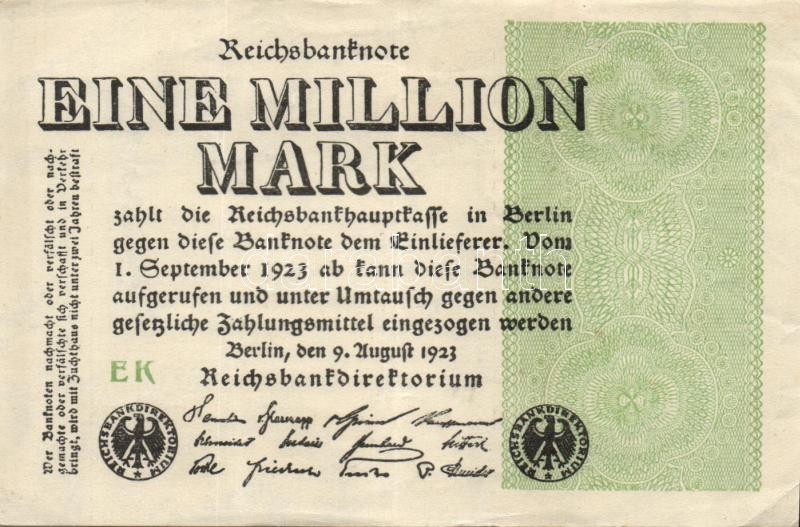 Reichsbanknote
EINE MILLION
MARK
zahlt die Reichsbankhauptkasse in Berlin
gegen diese Banknote dem Einlieferer. Vom
1. September 1923 ab kann diese Banknote
aufgerufen und unter Umtausch gegen andere
gesetzliche Zahlungsmittel eingezogen werden
Berlin, den 9. August 1923
Reichsbankdirektorium
EK
Wer Banknoten nachmacht oder verfälscht oder nach-
gemachte oder verfälschte sich verschafft und in Verkehr
bringt, wird mit Zuchthaus nicht unter zwei Jahren bestraft
REICHSBANKDIREKTORIUM
REICHSBANKDIREKTORIUM